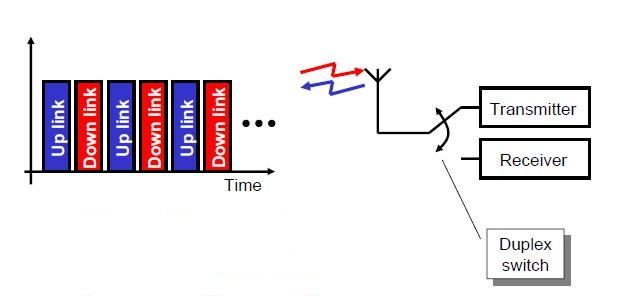 Up link
Down link
Up link
Down link
Up link
Down link
Time
Transmitter
Receiver
Duplex
switch